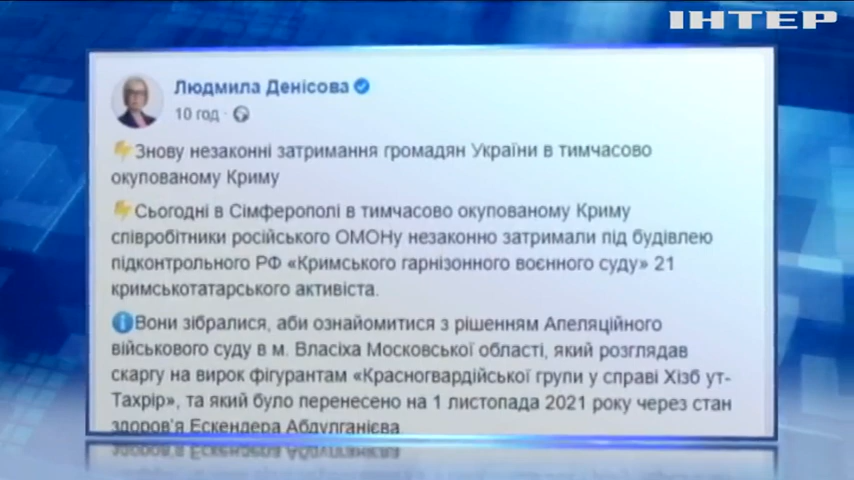 ІНТЕР
Людмила Денісова
10 год ·
Знову незаконні затримання громадян України в тимчасово
окупованому Криму
Сьогодні в Сімферополі в тимчасово окупованому Криму
співробітники російського ОМОНу незаконно затримали під будівлею
підконтрольного РФ «Кримського гарнізонного воєнного суду» 21
кримськотатарського активіста.
Вони зібралися, аби ознайомитися з рішенням Апеляційного
військового суду в м. Власіха Московської області, який розглядав
скаргу на вирок фігурантам «Красногвардійської групи у справі Хізб ут-
Тахрір», та який було перенесено на 1 листопада 2021 року через стан
здоров'я Ескендера Абдулганієва